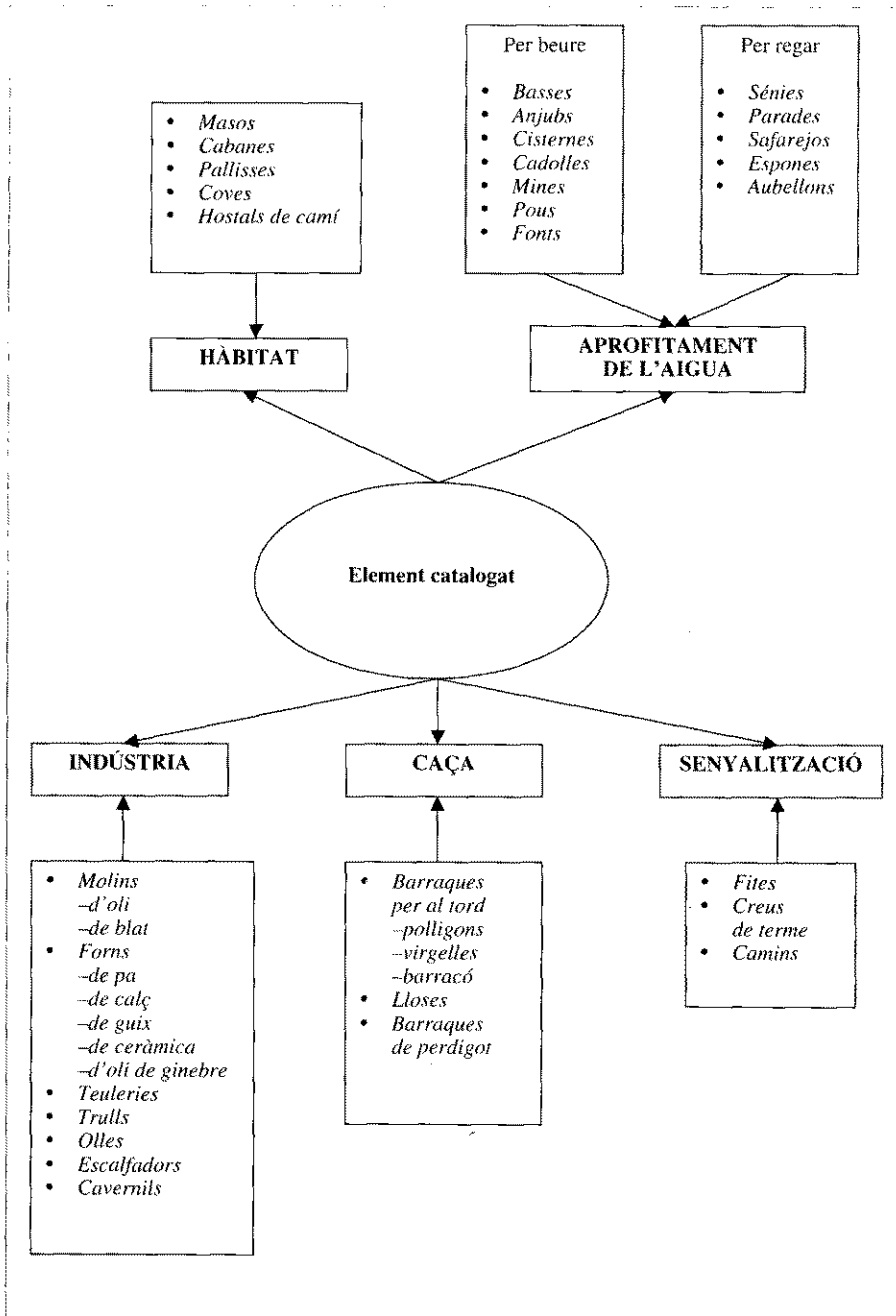 Per beure
• Basses
• Anjubs
• Cisternes
• Cadolles
• Mines
• Pous
• Fonts
Per regar
• Sénies
• Parades
• Safarejos
• Espones
• Aubellons
• Masos
• Cabanes
• Pallisses
• Coves
• Hostals de camí
HÀBITAT
APROFITAMENT
DE L'AIGUA
Element catalogat
INDÚSTRIA
CAÇA
SENYALITZACIÓ
• Molins
–d'oli
–de blat
• Forns
–de pa
–de calç
–de guix
–de ceràmica
–d'oli de ginebre
• Teuleries
• Trulls
• Olles
• Escalfadors
• Cavernils
• Barraques
per al tord
–polligons
–virgelles
–barracó
• Lloses
• Barraques
de perdigot
• Fites
• Creus
de terme
• Camins